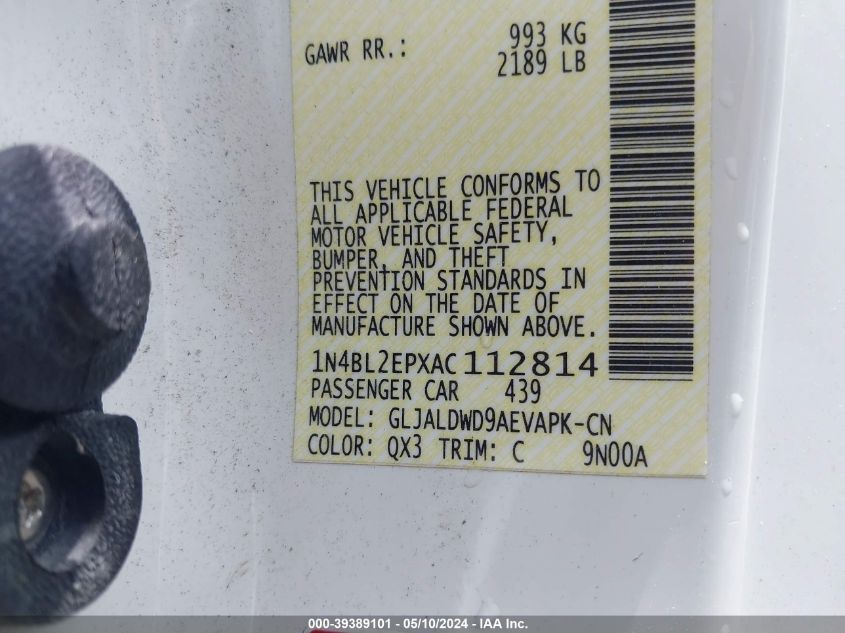 GAWR RR.: 993 KG
2189 LB
THIS VEHICLE CONFORMS TO
ALL APPLICABLE FEDERAL
MOTOR VEHICLE SAFETY,
BUMPER, AND THEFT
PREVENTION STANDARDS IN
EFFECT ON THE DATE OF
MANUFACTURE SHOWN ABOVE.
1N4BL2EPXAC112814
PASSENGER CAR 439
MODEL: GLJALDWD9AEVAPK-CN
COLOR: QX3 TRIM: C 9N00A
000-39389101 - 05/10/2024 - IAA Inc.